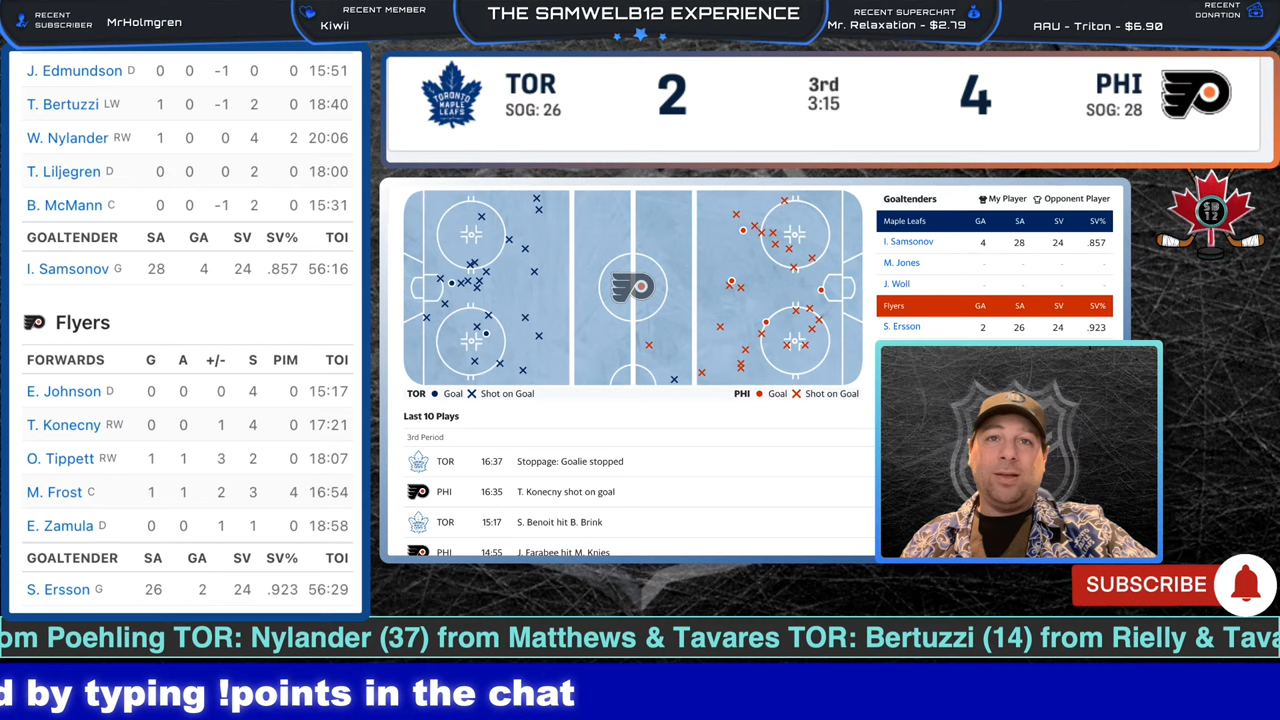 RECENT
SUBSCRIBER
MrHolmgren
RECENT MEMBER
Kiwii
THE SAMWELB12 EXPERIENCE
RECENT SUPERCHAT
Mr. Relaxation - $2.79
RECENT
DONATION
AAU - Triton - $6.90
J. Edmundson D 0 0 -1 0 0 15:51
T. Bertuzzi LW 1 0 -1 2 0 18:40
W. Nylander RW 1 0 0 4 2 20:06
T. Liljegren D 0 0 0 2 0 18:00
B. McMann C 0 0 -1 2 0 15:31
GOALTENDER SA GA SV SV% TOI
I. Samsonov G 28 4 24 .857 56:16
Flyers
FORWARDS G A +/- S PIM TOI
E. Johnson D 0 0 0 4 0 15:17
T. Konecny RW 0 0 1 4 0 17:21
O. Tippett RW 1 1 3 2 0 18:07
M. Frost C 1 1 2 3 4 16:54
E. Zamula D 0 0 1 1 0 18:58
GOALTENDER SA GA SV SV% TOI
S. Ersson G 26 2 24 .923 56:29
TORONTO
MAPLE
LEAFS
TOR
SOG: 26
2
3rd
3:15
4
PHI
SOG: 28
TOR Goal Shot on Goal
PHI Goal Shot on Goal
Goaltenders My Player Opponent Player
Maple Leafs GA SA SV SV%
I. Samsonov 4 28 24 .857
M. Jones - - - -
J. Woll - - - -
Flyers GA SA SV SV%
S. Ersson 2 26 24 .923
SB
12
Last 10 Plays
3rd Period
TOR 16:37 Stoppage: Goalie stopped
PHI 16:35 T. Konecny shot on goal
TOR 15:17 S. Benoit hit B. Brink
PHI 14:55 J. Farabee hit M. Knies
SUBSCRIBE
om Poehling TOR: Nylander (37) from Matthews & Tavares TOR: Bertuzzi (14) from Rielly & Tava
d by typing !points in the chat